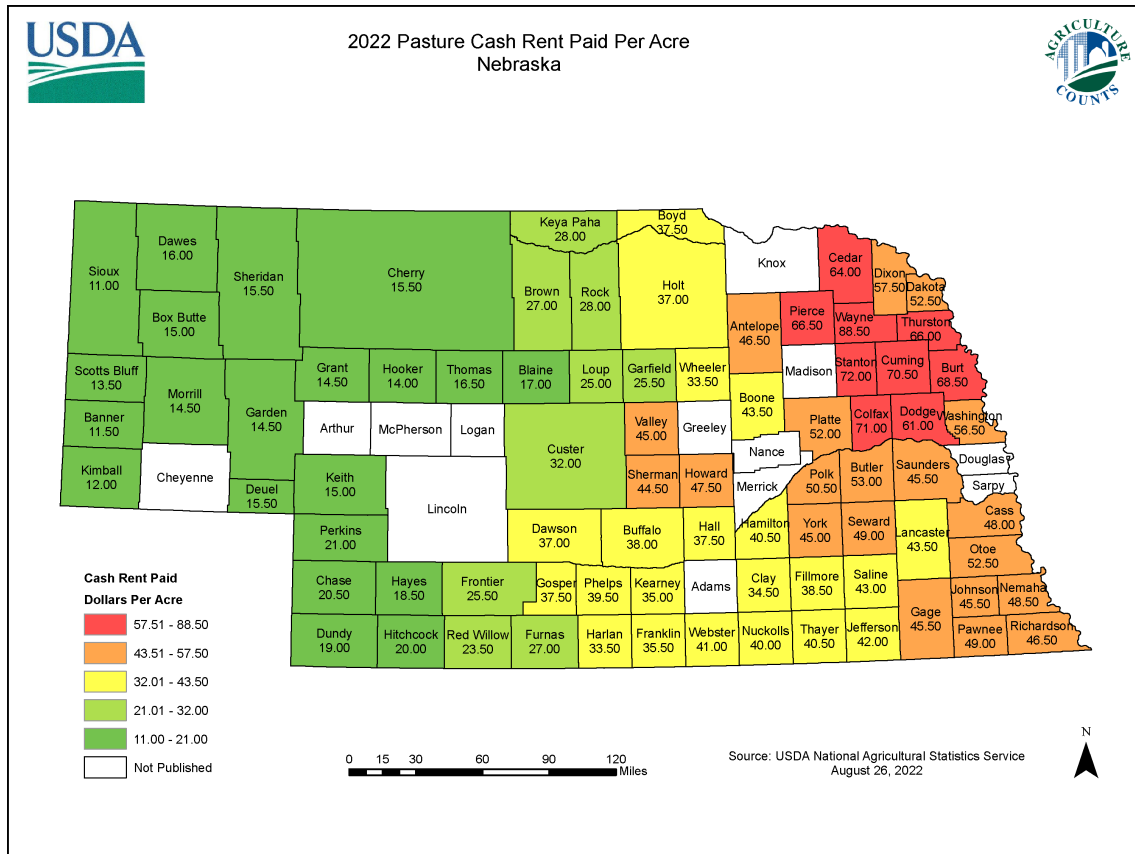 USDA
2022 Pasture Cash Rent Paid Per Acre
Nebraska
AGRICULTURE
COUNTS
Sioux
11.00
Dawes
16.00
Box Butte
15.00
Sheridan
15.50
Cherry
15.50
Keya Paha
28.00
Boyd
37.50
Brown
27.00
Rock
28.00
Holt
37.00
Knox
Cedar
64.00
Dixon
57.50
Dakota
52.50
Antelope
46.50
Pierce
66.50
Wayne
88.50
Thurston
66.00
Scotts Bluff
13.50
Banner
11.50
Kimball
12.00
Morrill
14.50
Cheyenne
Garden
14.50
Deuel
15.50
Grant
14.50
Hooker
14.00
Thomas
16.50
Blaine
17.00
Loup
25.00
Garfield
25.50
Wheeler
33.50
Boone
43.50
Madison
Stanton
72.00
Cuming
70.50
Burt
68.50
Arthur
McPherson
Logan
Custer
32.00
Valley
45.00
Greeley
Nance
Platte
52.00
Colfax
71.00
Dodge
61.00
Washington
56.50
Keith
15.00
Lincoln
Sherman
44.50
Howard
47.50
Merrick
Polk
50.50
Butler
53.00
Saunders
45.50
Douglas
Sarpy
Perkins
21.00
Dawson
37.00
Buffalo
38.00
Hall
37.50
Hamilton
40.50
York
45.00
Seward
49.00
Lancaster
43.50
Cass
48.00
Otoe
52.50
Chase
20.50
Hayes
18.50
Frontier
25.50
Gosper
37.50
Phelps
39.50
Kearney
35.00
Adams
Clay
34.50
Fillmore
38.50
Saline
43.00
Gage
45.50
Johnson
45.50
Nemaha
48.50
Dundy
19.00
Hitchcock
20.00
Red Willow
23.50
Furnas
27.00
Harlan
33.50
Franklin
35.50
Webster
41.00
Nuckolls
40.00
Thayer
40.50
Jefferson
42.00
Pawnee
49.00
Richardson
46.50
Cash Rent Paid
Dollars Per Acre
57.51 - 88.50
43.51 - 57.50
32.01 - 43.50
21.01 - 32.00
11.00 - 21.00
Not Published
0 15 30 60 90 120
Miles
Source: USDA National Agricultural Statistics Service
August 26, 2022
N